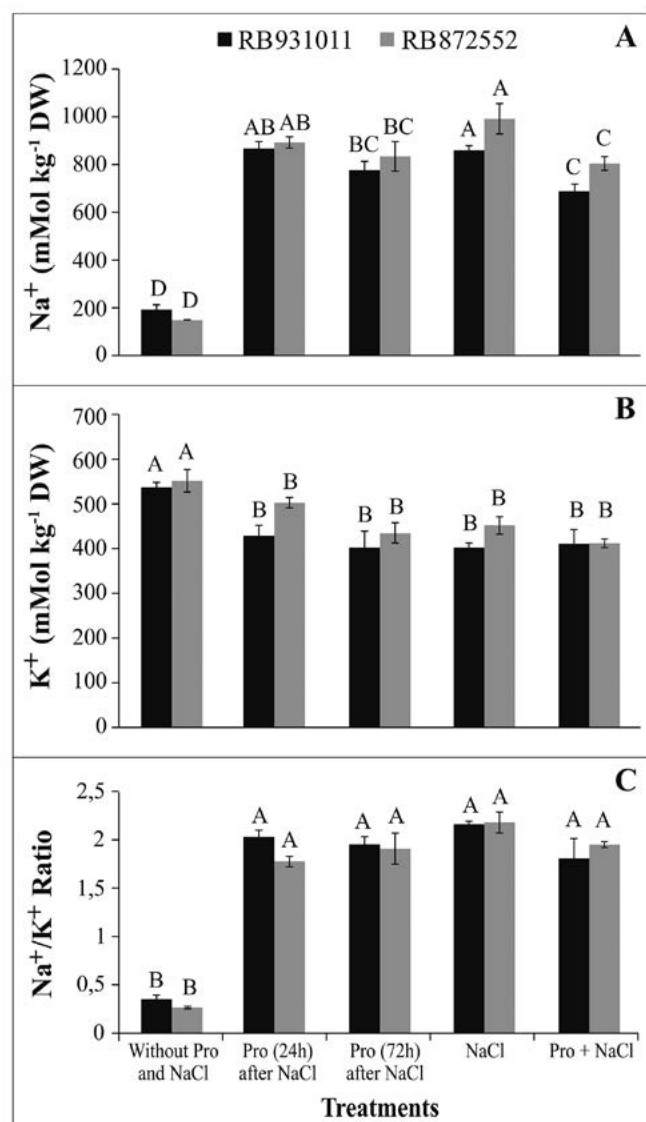 RB931011 RB872552 A
1200
1000
800
600
400
200
0
Na⁺ (mMol kg⁻¹ DW)
D D AB AB BC BC A A C C
B
700
600
500
400
300
200
100
0
K⁺ (mMol kg⁻¹ DW)
A A B B B B B B B B
C
2,5
2
1,5
1
0,5
0
Na⁺/K⁺ Ratio
B B A A A A A A A A
Without Pro
and NaCl
Pro (24h)
after NaCl
Pro (72h)
after NaCl
NaCl
Pro + NaCl
Treatments